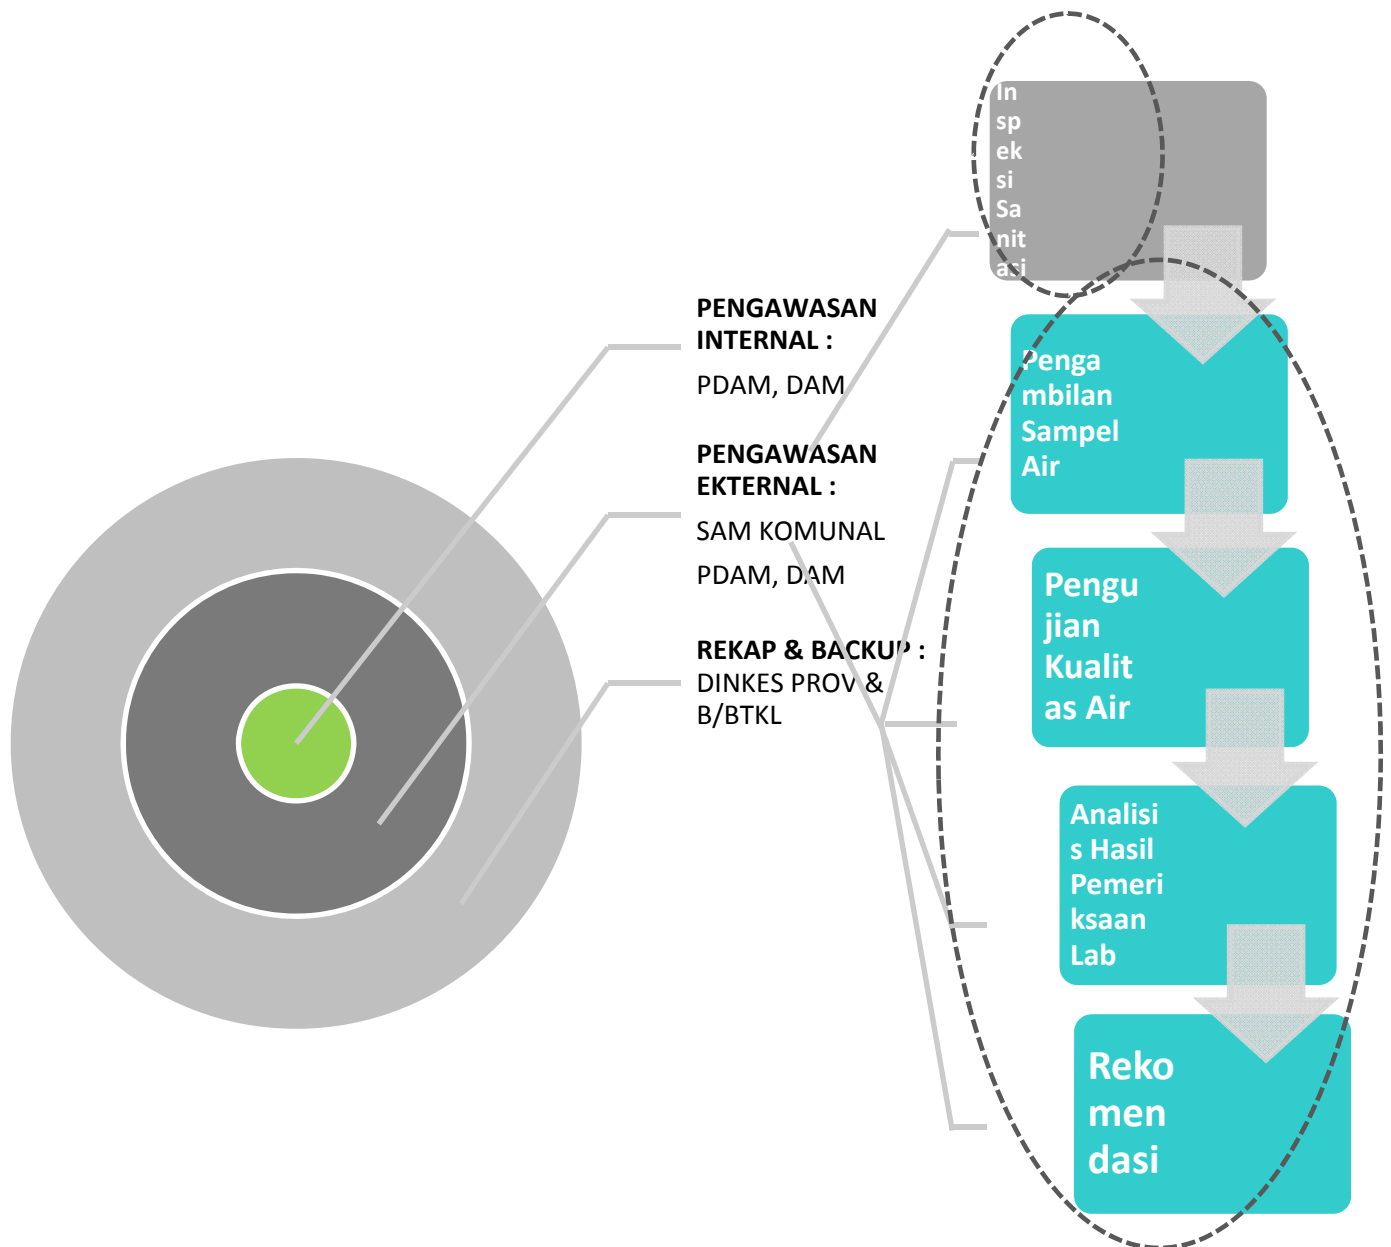 PENGAWASAN
INTERNAL :
PDAM, DAM
PENGAWASAN
EKTERNAL :
SAM KOMUNAL
PDAM, DAM
REKAP & BACKUP :
DINKES PROV &
B/BTKL
In
sp
ek
si
Sa
nit
asi
Penga
mbilan
Sampel
Air
Pengu
jian
Kualit
as Air
Analisi
s Hasil
Pemeri
ksaan
Lab
Reko
men
dasi